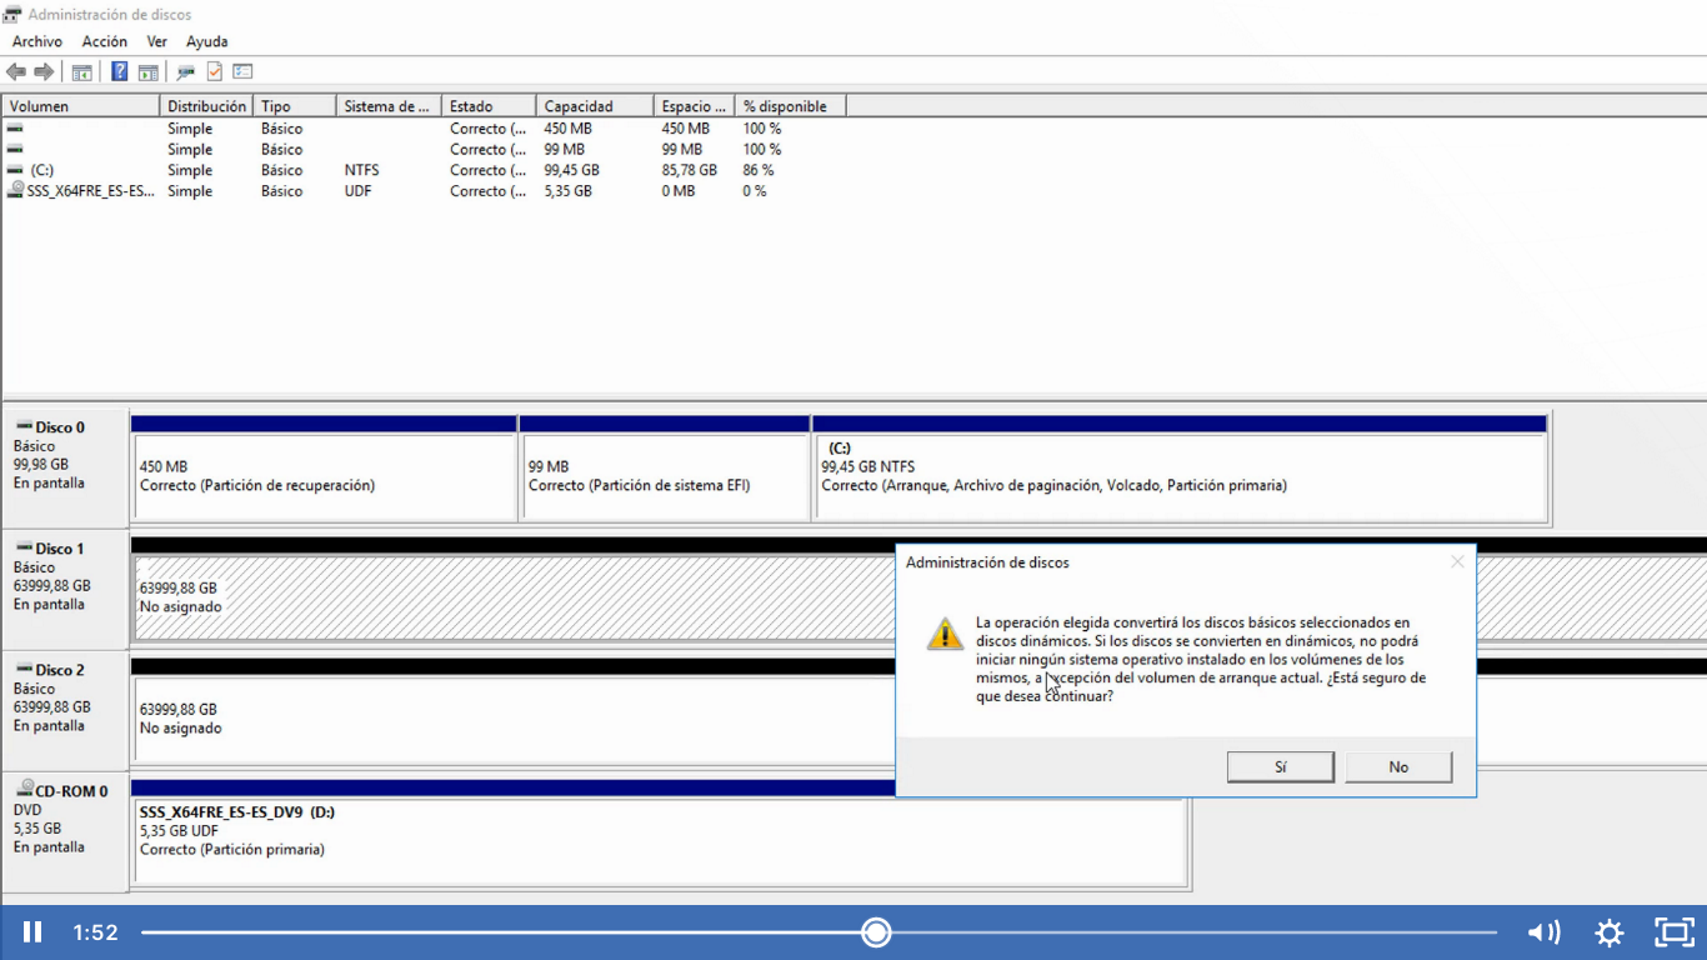 Administración de discos
Archivo Acción Ver Ayuda
Volumen Distribución Tipo Sistema de ... Estado Capacidad Espacio ... % disponible
Simple Básico Correcto (... 450 MB 450 MB 100 %
Simple Básico Correcto (... 99 MB 99 MB 100 %
(C:) Simple Básico NTFS Correcto (... 99,45 GB 85,78 GB 86 %
SSS_X64FRE_ES-ES... Simple Básico UDF Correcto (... 5,35 GB 0 MB 0 %
Disco 0
Básico
99,98 GB
En pantalla
450 MB
Correcto (Partición de recuperación)
99 MB
Correcto (Partición de sistema EFI)
(C:)
99,45 GB NTFS
Correcto (Arranque, Archivo de paginación, Volcado, Partición primaria)
Disco 1
Básico
63999,88 GB
En pantalla
63999,88 GB
No asignado
Disco 2
Básico
63999,88 GB
En pantalla
63999,88 GB
No asignado
CD-ROM 0
DVD
5,35 GB
En pantalla
SSS_X64FRE_ES-ES_DV9 (D:)
5,35 GB UDF
Correcto (Partición primaria)
Administración de discos
La operación elegida convertirá los discos básicos seleccionados en
discos dinámicos. Si los discos se convierten en dinámicos, no podrá
iniciar ningún sistema operativo instalado en los volúmenes de los
mismos, a excepción del volumen de arranque actual. ¿Está seguro de
que desea continuar?
Sí No
1:52